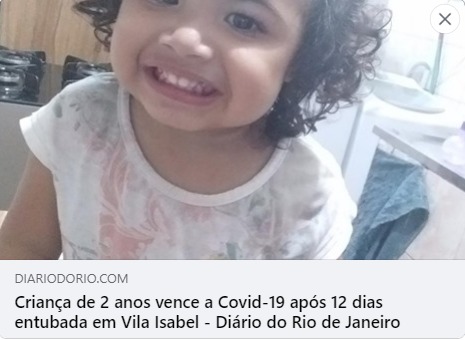 DIARIODORIO.COM
Criança de 2 anos vence a Covid-19 após 12 dias
entubada em Vila Isabel - Diário do Rio de Janeiro